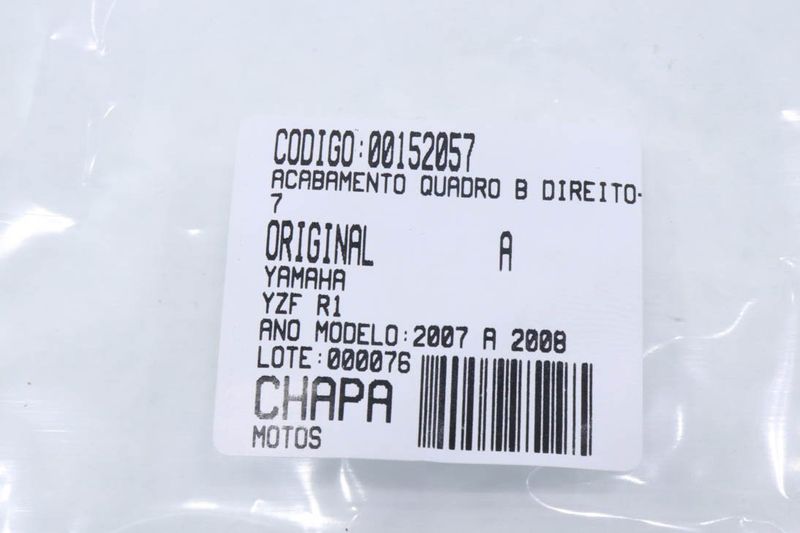 CODIGO:00152057
ACABAMENTO QUADRO B DIREITO-
7
ORIGINAL A
YAMAHA
YZF R1
ANO MODELO:2007 A 2008
LOTE:000076
CHAPA
MOTOS